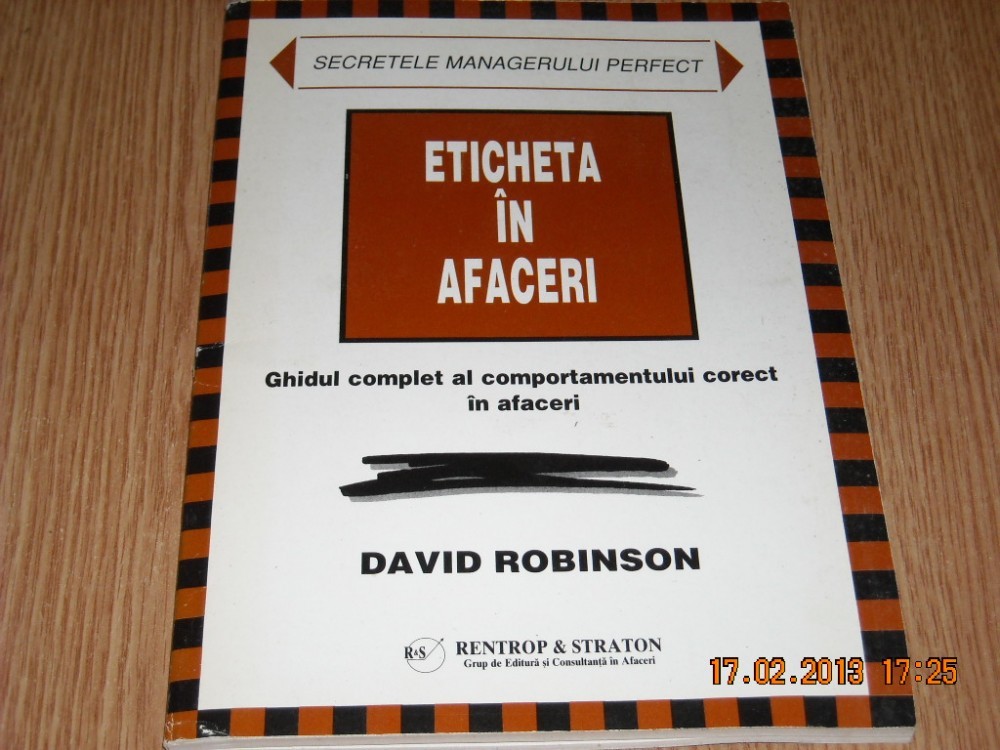 SECRETELE MANAGERULUI PERFECT
ETICHETA
ÎN
AFACERI
Ghidul complet al comportamentului corect
în afaceri
DAVID ROBINSON
R&S RENTROP & STRATON
Grup de Editură și Consultanță în Afaceri
17.02.2013 17:25